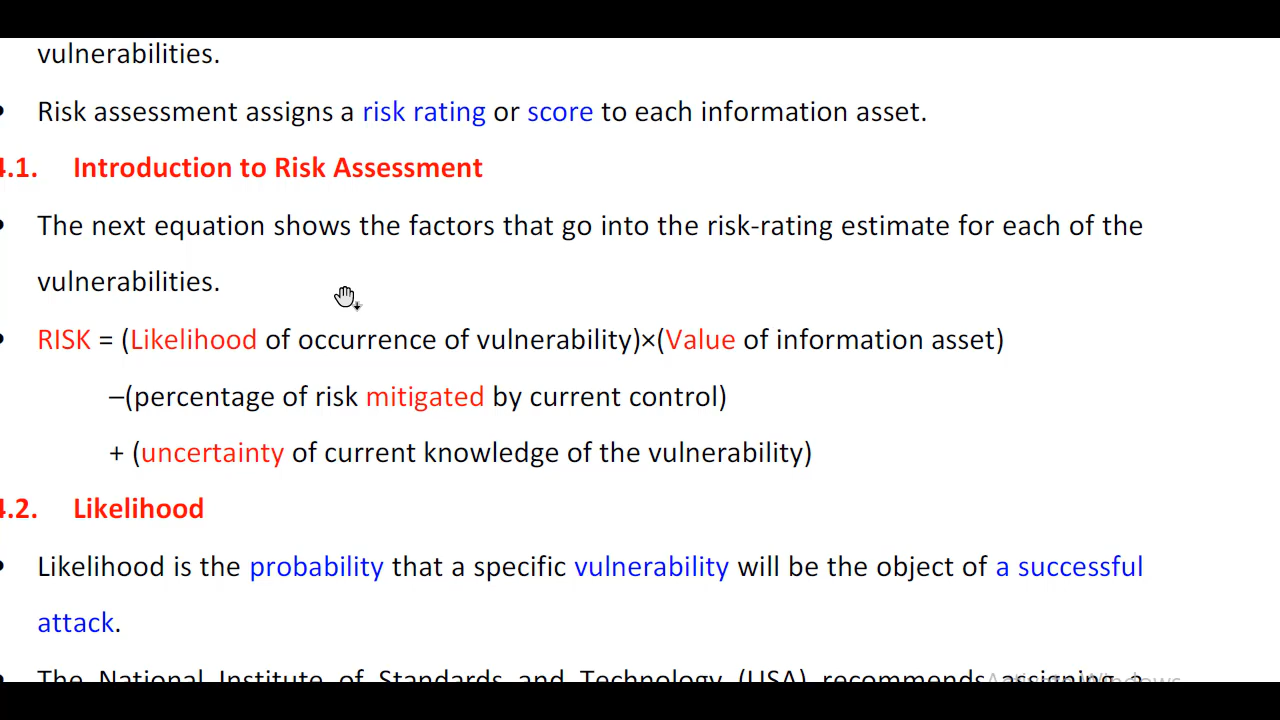 vulnerabilities.
• Risk assessment assigns a risk rating or score to each information asset.
4.1. Introduction to Risk Assessment
• The next equation shows the factors that go into the risk-rating estimate for each of the
vulnerabilities.
• RISK = (Likelihood of occurrence of vulnerability)×(Value of information asset)
–(percentage of risk mitigated by current control)
+ (uncertainty of current knowledge of the vulnerability)
4.2. Likelihood
• Likelihood is the probability that a specific vulnerability will be the object of a successful
attack.
• The National Institute of Standards and Technology (USA) recommends assigning a
Activate Windows